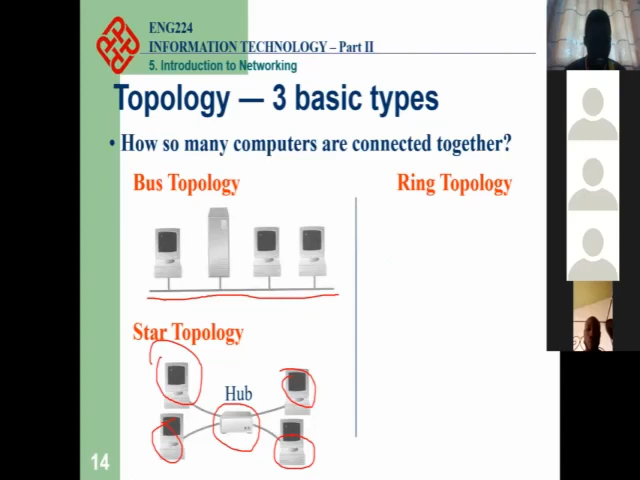 ENG224
INFORMATION TECHNOLOGY – Part II
5. Introduction to Networking
Topology — 3 basic types
• How so many computers are connected together?
Bus Topology
Ring Topology
Star Topology
Hub
14